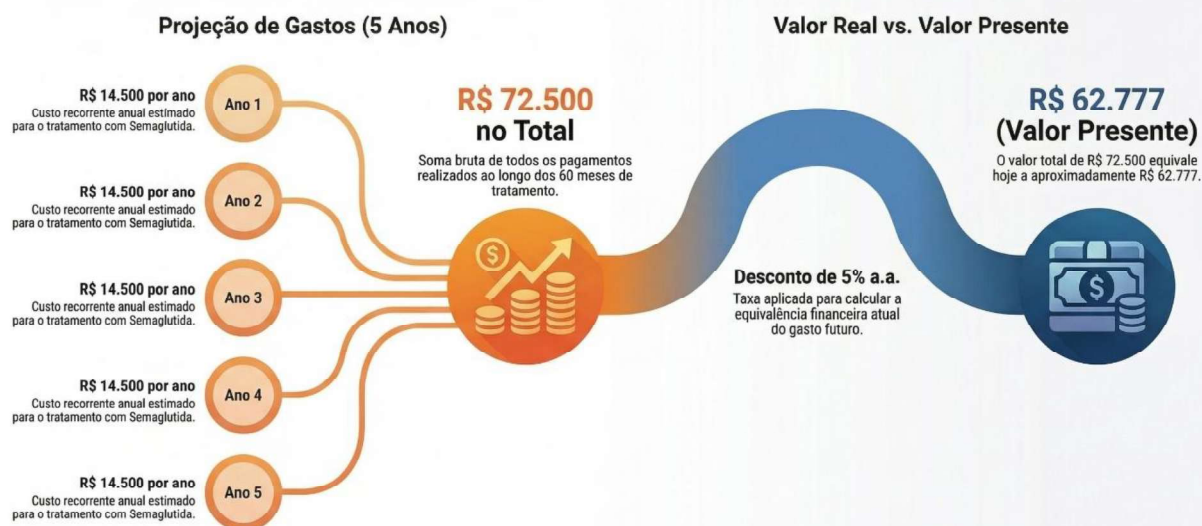 Projeção de Gastos (5 Anos)
R$ 14.500 por ano
Custo recorrente anual estimado
para o tratamento com Semaglutida.
Ano 1
R$ 14.500 por ano
Custo recorrente anual estimado
para o tratamento com Semaglutida.
Ano 2
R$ 14.500 por ano
Custo recorrente anual estimado
para o tratamento com Semaglutida.
Ano 3
R$ 14.500 por ano
Custo recorrente anual estimado
para o tratamento com Semaglutida.
Ano 4
R$ 14.500 por ano
Custo recorrente anual estimado
para o tratamento com Semaglutida.
Ano 5
R$ 72.500
no Total
Soma bruta de todos os pagamentos
realizados ao longo dos 60 meses de
tratamento.
$
Valor Real vs. Valor Presente
Desconto de 5% a.a.
Taxa aplicada para calcular a
equivalência financeira atual
do gasto futuro.
R$ 62.777
(Valor Presente)
O valor total de R$ 72.500 equivale
hoje a aproximadamente R$ 62.777.
$